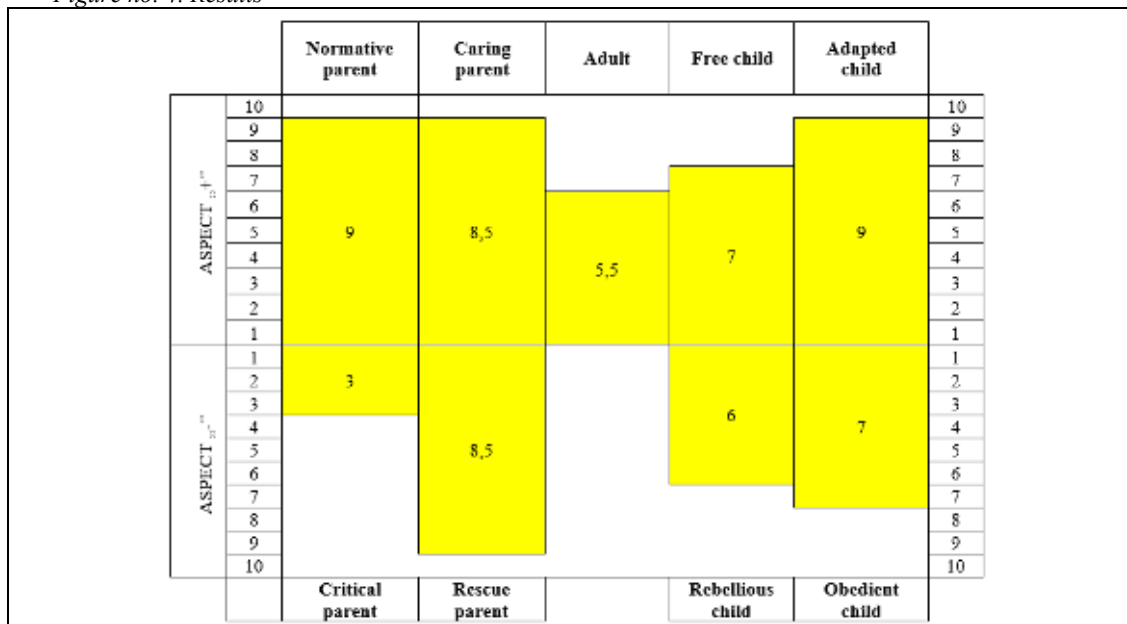 Figure no. 4. Results
Normative parent Caring parent Adult Free child Adapted child
ASPECT „+”
10 10
9 9
8 8
7 7
6 6
5 9 8,5 7 9 5
4 5,5 4
3 3
2 2
1 1
ASPECT „-”
1 1
2 3 2
3 3
4 6 7 4
5 8,5 5
6 6
7 7
8 8
9 9
10 10
Critical parent Rescue parent Rebellious child Obedient child